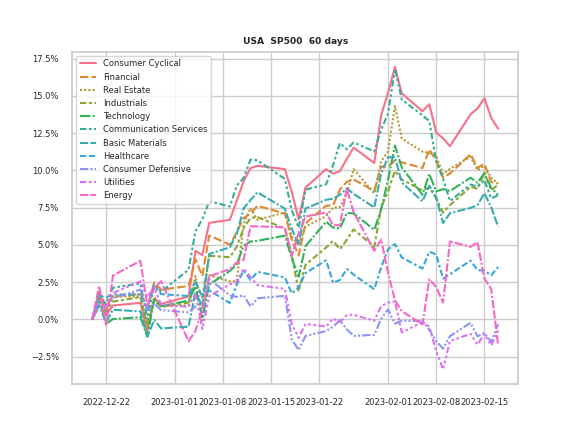 USA SP500 60 days
17.5%
15.0%
12.5%
10.0%
7.5%
5.0%
2.5%
0.0%
−2.5%
Consumer Cyclical
Financial
Real Estate
Industrials
Technology
Communication Services
Basic Materials
Healthcare
Consumer Defensive
Utilities
Energy
2022-12-22 2023-01-01 2023-01-08 2023-01-15 2023-01-22 2023-02-01 2023-02-08 2023-02-15